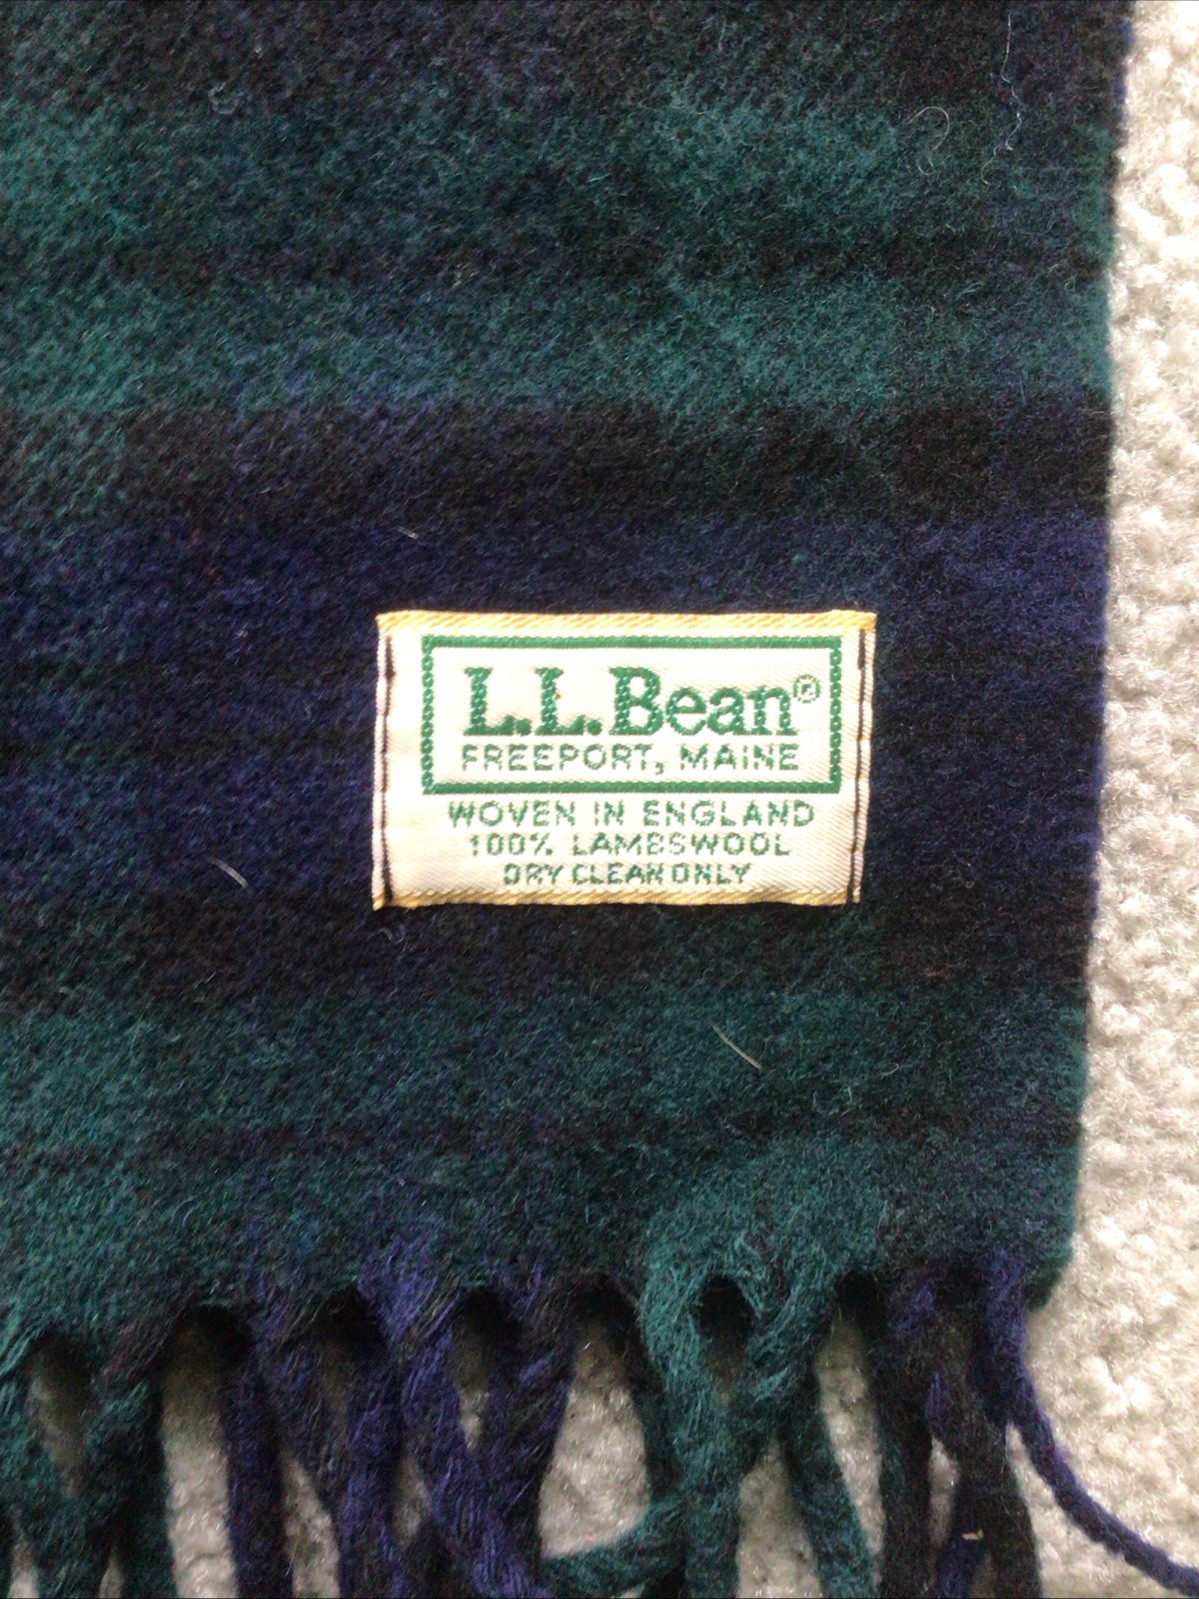 L.L.Bean®
FREEPORT, MAINE
WOVEN IN ENGLAND
100% LAMBSWOOL
DRY CLEAN ONLY